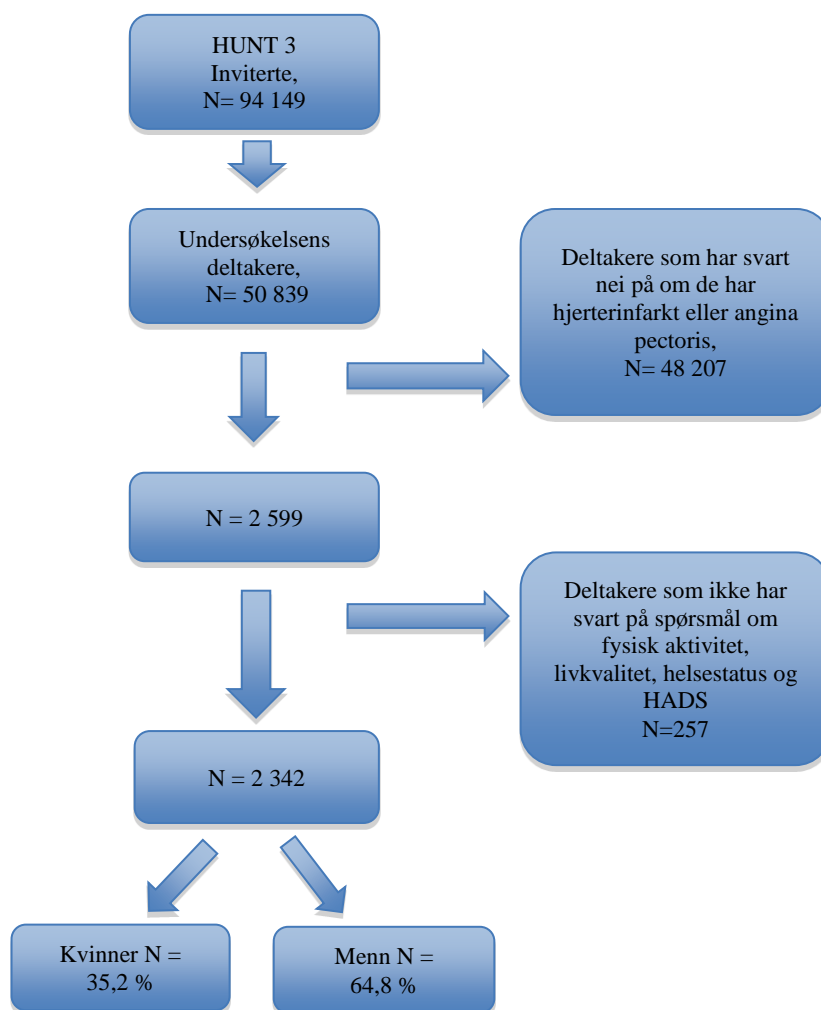 HUNT 3
Inviterte,
N= 94 149
Undersøkelsens
deltakere,
N= 50 839
Deltakere som har svart
nei på om de har
hjerterinfarkt eller angina
pectoris,
N= 48 207
N = 2 599
Deltakere som ikke har
svart på spørsmål om
fysisk aktivitet,
livkvalitet, helsestatus og
HADS
N=257
N = 2 342
Kvinner N =
35,2 %
Menn N =
64,8 %